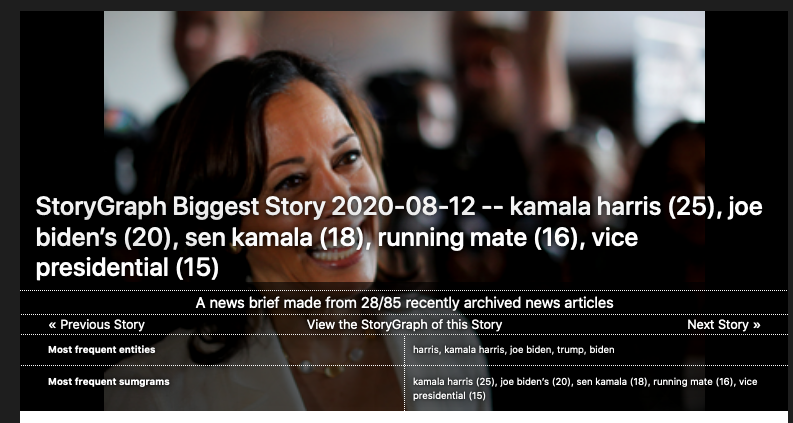 StoryGraph Biggest Story 2020-08-12 -- kamala harris (25), joe
biden’s (20), sen kamala (18), running mate (16), vice
presidential (15)
A news brief made from 28/85 recently archived news articles
« Previous Story View the StoryGraph of this Story Next Story »
Most frequent entities harris, kamala harris, joe biden, trump, biden
Most frequent sumgrams kamala harris (25), joe biden’s (20), sen kamala (18), running mate (16), vice
presidential (15)